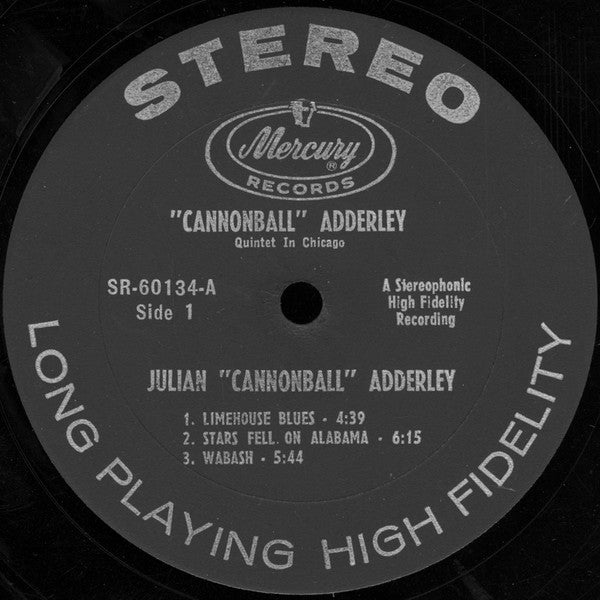 STEREO
Mercury
®
RECORDS
"CANNONBALL" ADDERLEY
Quintet In Chicago
SR-60134-A
Side 1
A Stereophonic
High Fidelity
Recording
JULIAN "CANNONBALL" ADDERLEY
1. LIMEHOUSE BLUES - 4:39
2. STARS FELL ON ALABAMA - 6:15
3. WABASH - 5:44
LONG PLAYING HIGH FIDELITY